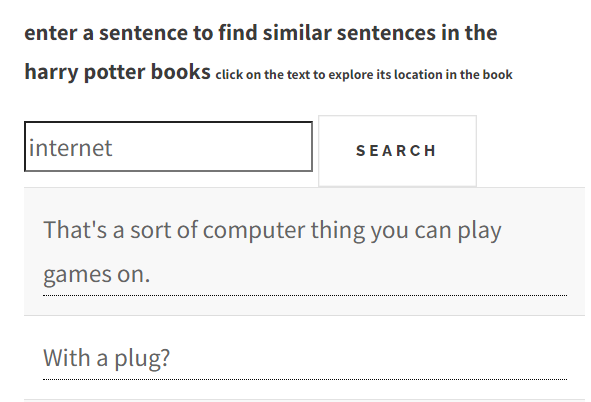 enter a sentence to find similar sentences in the
harry potter books click on the text to explore its location in the book
internet
SEARCH
That's a sort of computer thing you can play
games on.
With a plug?